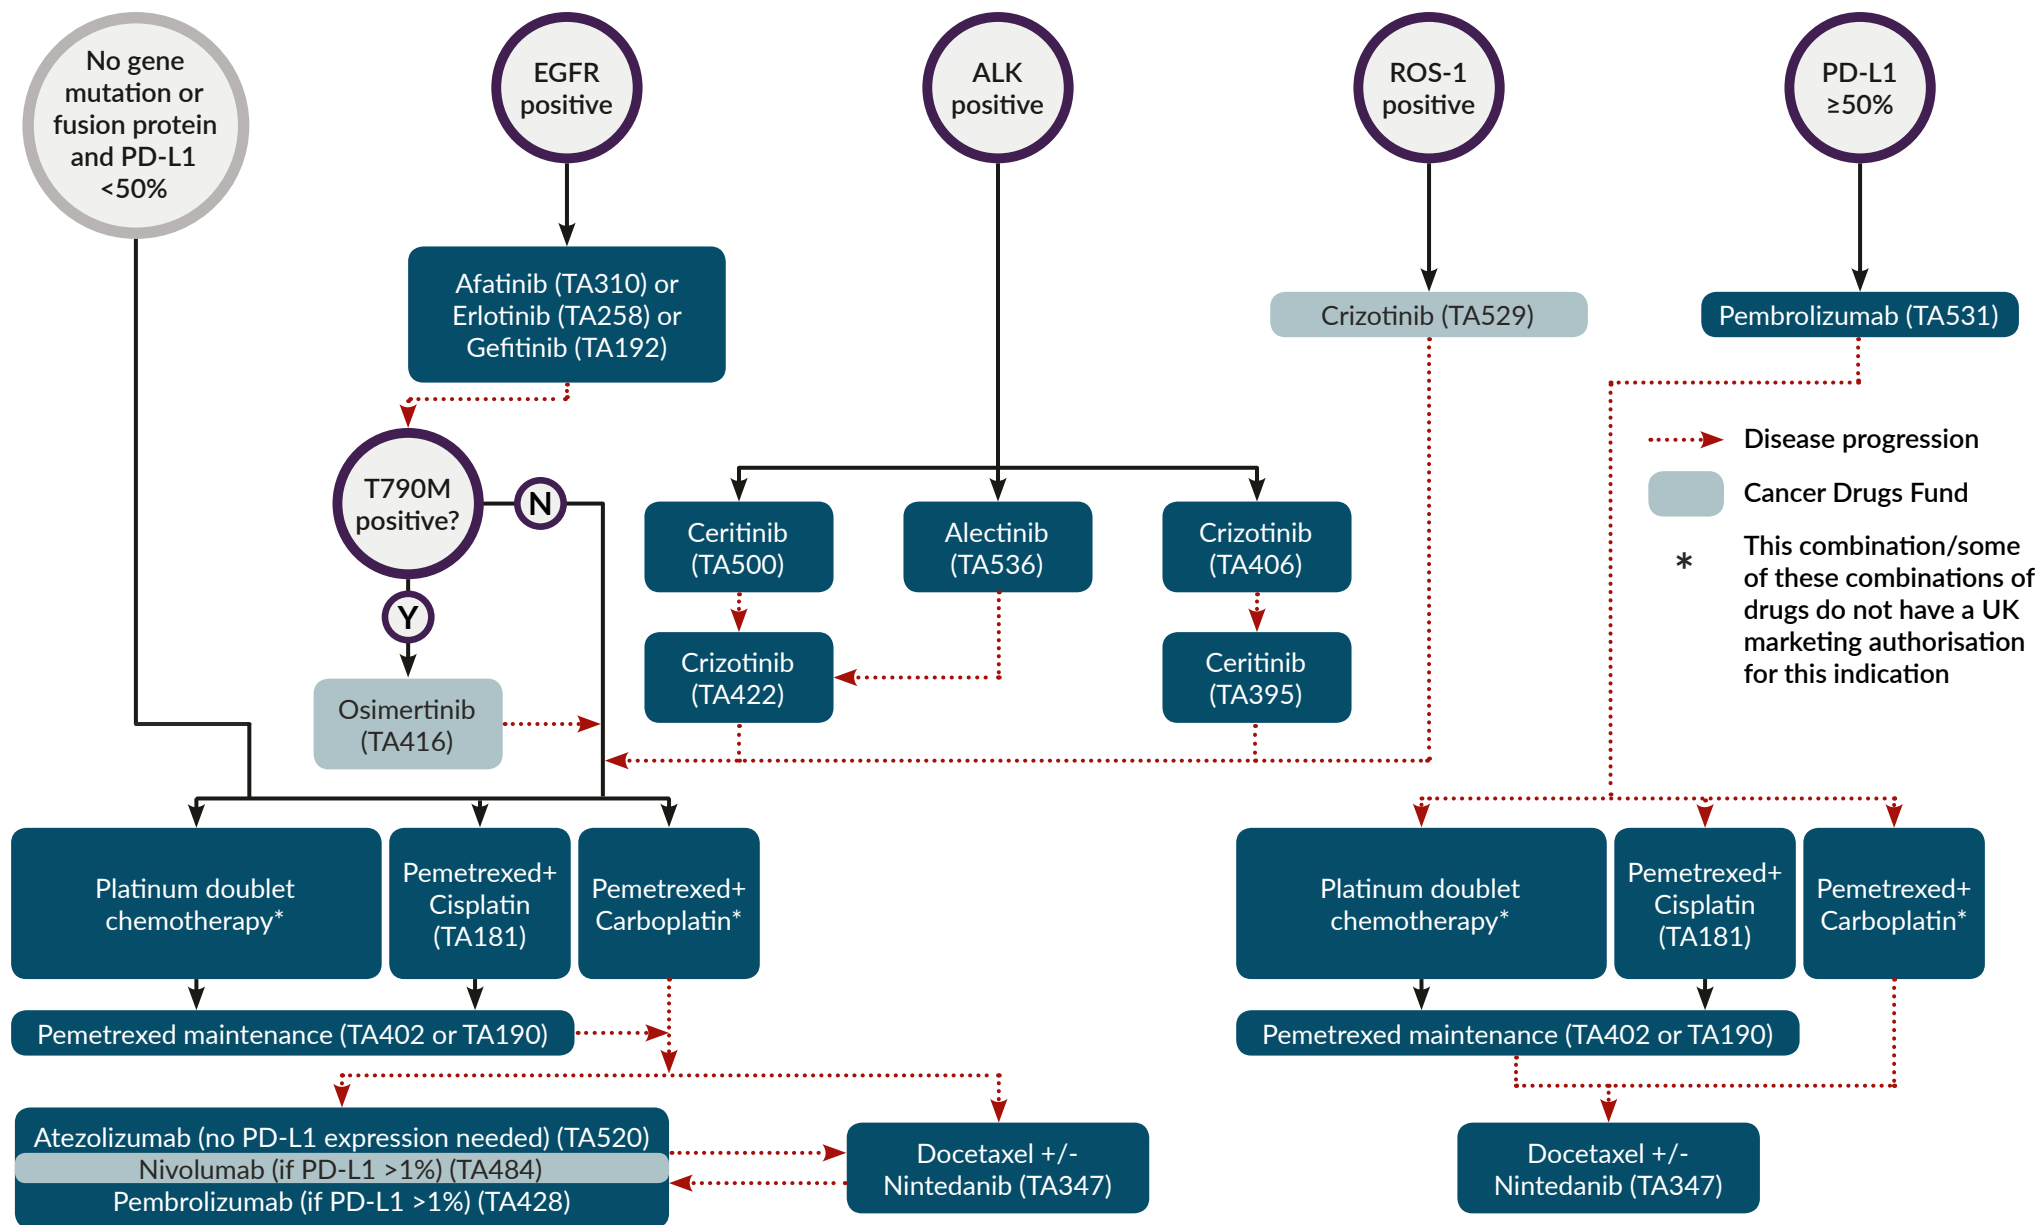 No gene
mutation or
fusion protein
and PD-L1
<50%
EGFR
positive
ALK
positive
ROS-1
positive
PD-L1
≥50%
Afatinib (TA310) or
Erlotinib (TA258) or
Gefitinib (TA192)
Crizotinib (TA529)
Pembrolizumab (TA531)
T790M
positive?
N
Y
Osimertinib
(TA416)
Ceritinib
(TA500)
Alectinib
(TA536)
Crizotinib
(TA406)
Crizotinib
(TA422)
Ceritinib
(TA395)
Disease progression
Cancer Drugs Fund
*
This combination/some
of these combinations of
drugs do not have a UK
marketing authorisation
for this indication
Platinum doublet
chemotherapy*
Pemetrexed+
Cisplatin
(TA181)
Pemetrexed+
Carboplatin*
Pemetrexed maintenance (TA402 or TA190)
Atezolizumab (no PD-L1 expression needed) (TA520)
Nivolumab (if PD-L1 >1%) (TA484)
Pembrolizumab (if PD-L1 >1%) (TA428)
Docetaxel +/-
Nintedanib (TA347)
Platinum doublet
chemotherapy*
Pemetrexed+
Cisplatin
(TA181)
Pemetrexed+
Carboplatin*
Pemetrexed maintenance (TA402 or TA190)
Docetaxel +/-
Nintedanib (TA347)